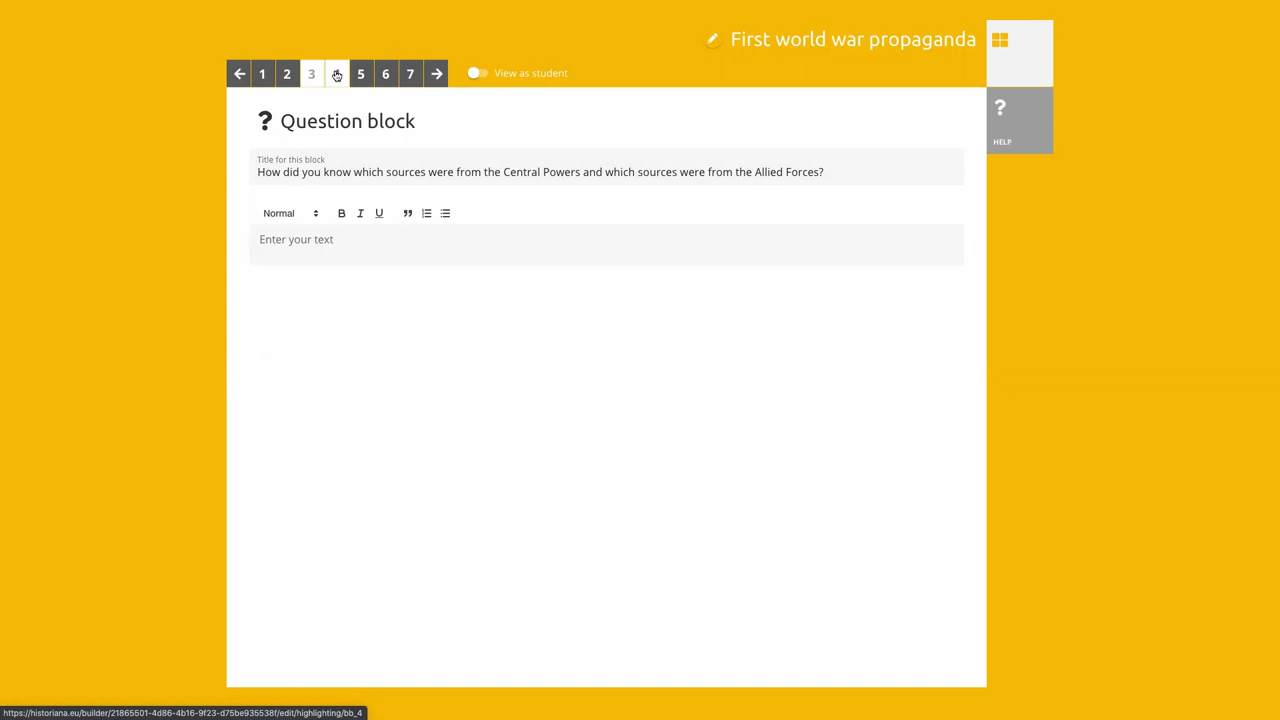 First world war propaganda
1 2 3 5 6 7
View as student
? Question block
? HELP
Title for this block
How did you know which sources were from the Central Powers and which sources were from the Allied Forces?
Normal B I U
Enter your text
https://historiana.eu/builder/21865501-4d86-4b16-9f23-d75be935538f/edit/highlighting/bb_4